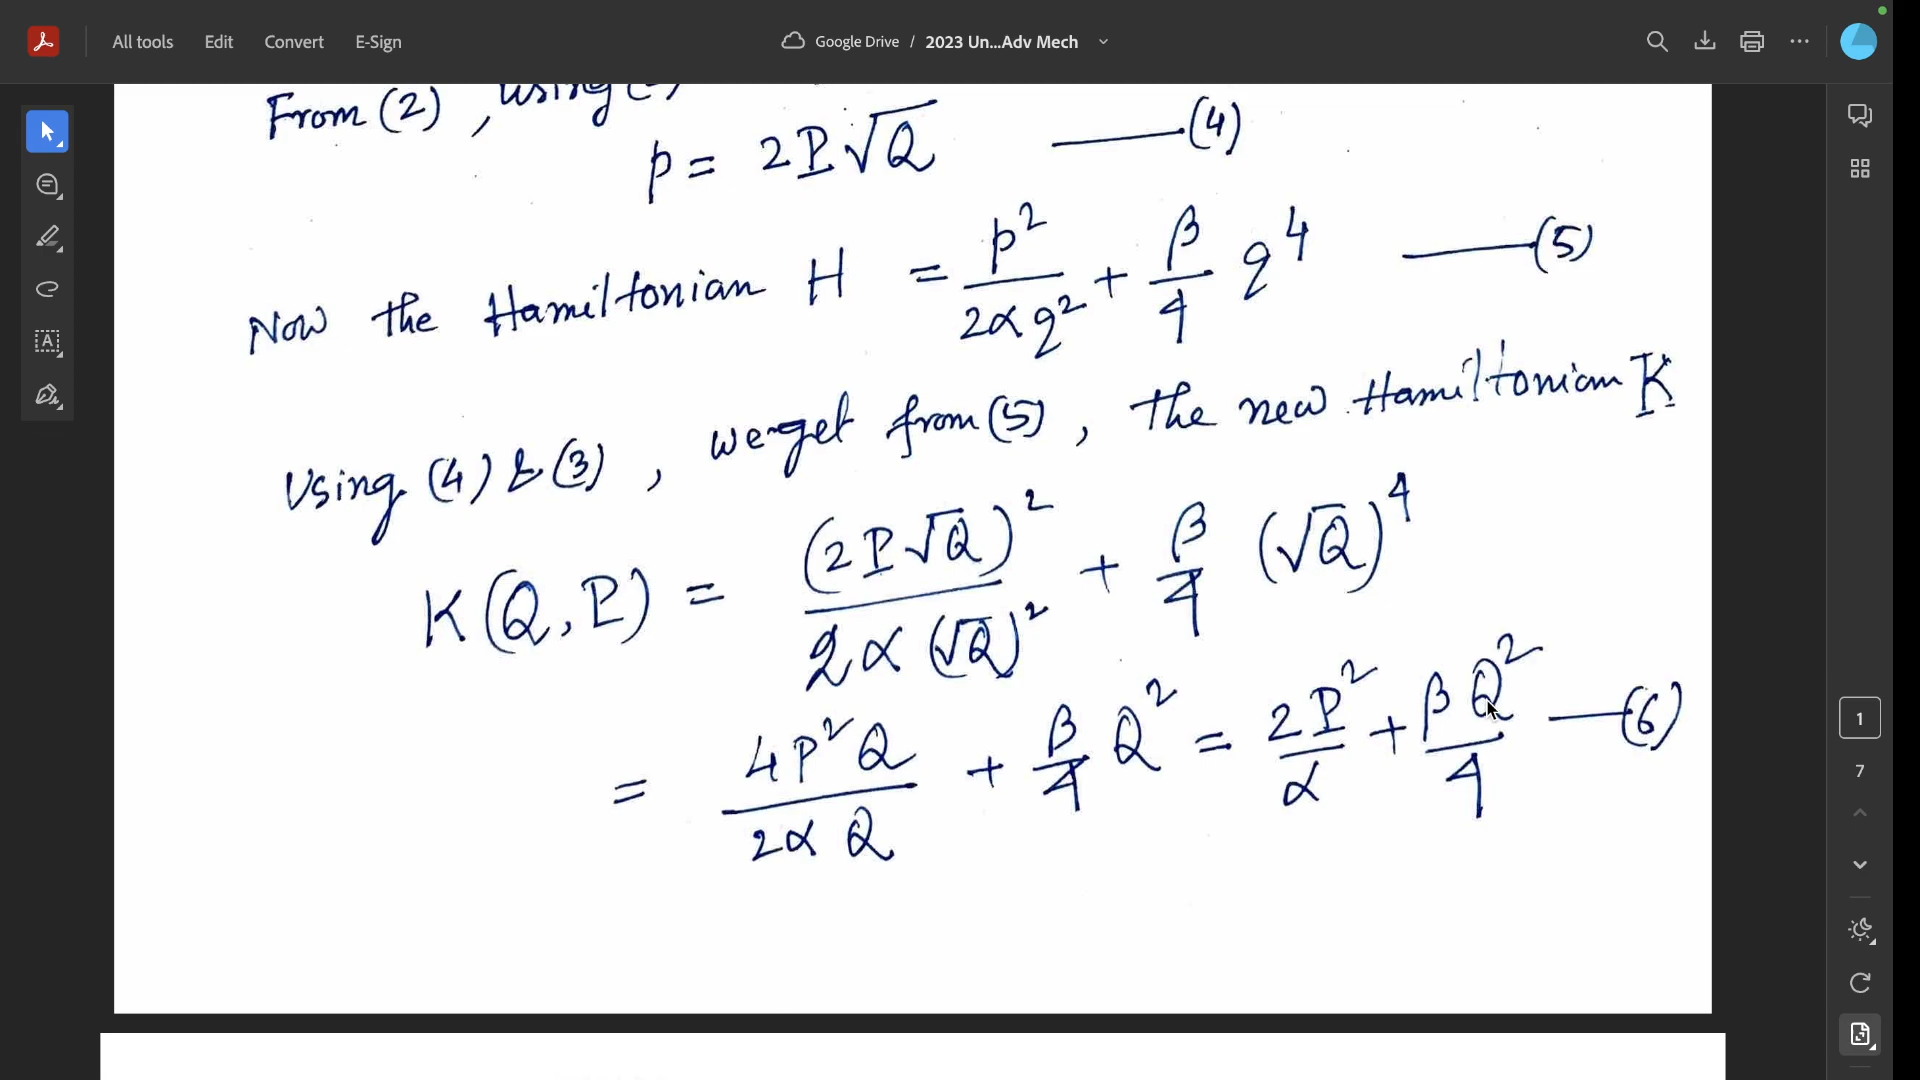 All tools Edit Convert E-Sign Google Drive / 2023 Un...Adv Mech
From (2), using
p = 2P√Q —(4)
Now the Hamiltonian H = p²/2αq² + β/4 q⁴ —(5)
Using (4) & (3), we get from (5), the new Hamiltonian K
K(Q,P) = (2P√Q)²/2α(√Q)² + β/4 (√Q)⁴
= 4P²Q/2αQ + β/4 Q² = 2P²/α + βQ²/4 —(6)
1
7